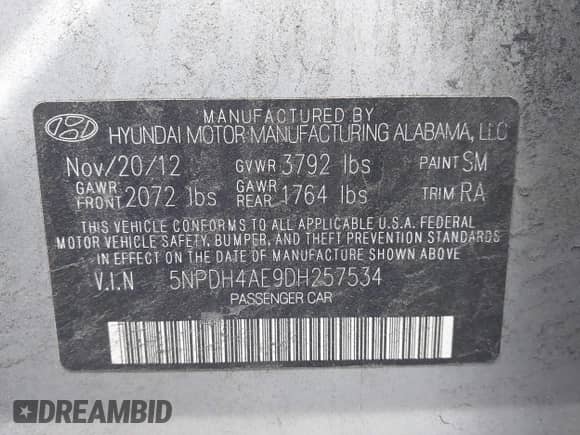 MANUFACTURED BY
HYUNDAI MOTOR MANUFACTURING ALABAMA, LLC
Nov/20/12 GVWR 3792 lbs PAINT SM
GAWR FRONT 2072 lbs GAWR REAR 1764 lbs TRIM RA
THIS VEHICLE CONFORMS TO ALL APPLICABLE U.S.A. FEDERAL
MOTOR VEHICLE SAFETY, BUMPER, AND THEFT PREVENTION STANDARDS
IN EFFECT ON THE DATE OF MANUFACTURE SHOWN ABOVE
V.I.N 5NPDH4AE9DH257534
PASSENGER CAR
DREAMBID